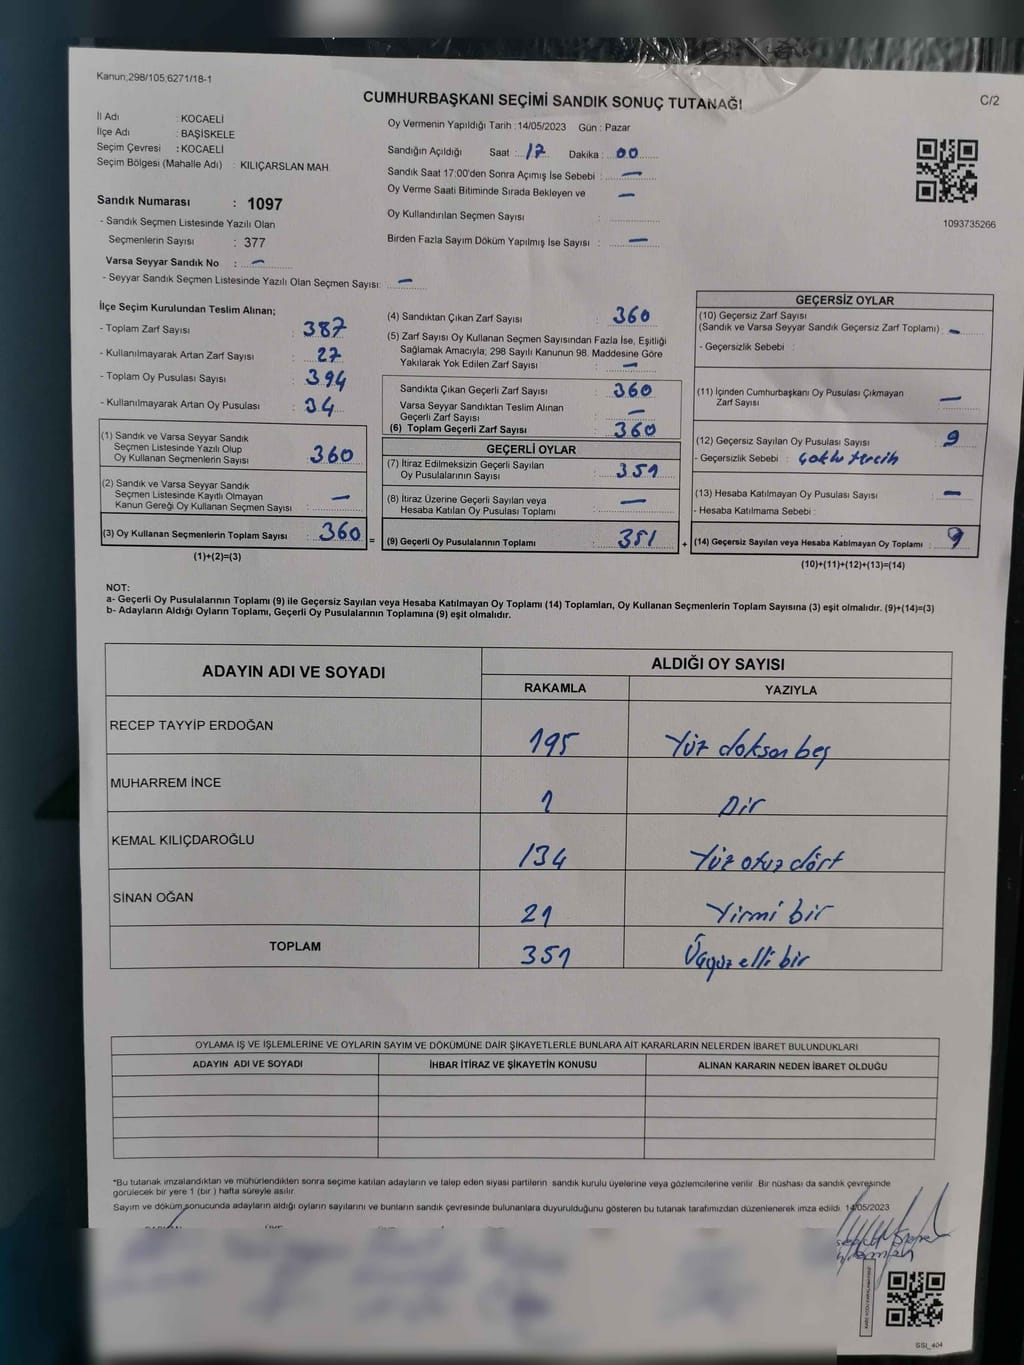 Kanun;298/105;6271/18-1
C/2
CUMHURBAŞKANI SEÇİMİ SANDIK SONUÇ TUTANAĞI
İl Adı : KOCAELİ
İlçe Adı : BAŞİSKELE
Seçim Çevresi : KOCAELİ
Seçim Bölgesi (Mahalle Adı) : KILIÇARSLAN MAH.
Sandık Numarası : 1097
- Sandık Seçmen Listesinde Yazılı Olan
Seçmenlerin Sayısı : 377
Varsa Seyyar Sandık No : –
- Seyyar Sandık Seçmen Listesinde Yazılı Olan Seçmen Sayısı: –
Oy Vermenin Yapıldığı Tarih : 14/05/2023 Gün : Pazar
Sandığın Açıldığı Saat : 17 Dakika : 00
Sandık Saat 17:00'den Sonra Açımış İse Sebebi : –
Oy Verme Saati Bitiminde Sırada Bekleyen ve –
Oy Kullandırılan Seçmen Sayısı :
Birden Fazla Sayım Döküm Yapılmış İse Sayısı : –
1093735266
İlçe Seçim Kurulundan Teslim Alınan;
- Toplam Zarf Sayısı : 387
- Kullanılmayarak Artan Zarf Sayısı : 27
- Toplam Oy Pusulası Sayısı : 394
- Kullanılmayarak Artan Oy Pusulası : 34
(1) Sandık ve Varsa Seyyar Sandık
Seçmen Listesinde Yazılı Olup
Oy Kullanan Seçmenlerin Sayısı : 360
(2) Sandık ve Varsa Seyyar Sandık
Seçmen Listesinde Kayıtlı Olmayan
Kanun Gereği Oy Kullanan Seçmen Sayısı : –
(3) Oy Kullanan Seçmenlerin Toplam Sayısı : 360 =
(1)+(2)=(3)
(4) Sandıktan Çıkan Zarf Sayısı : 360
(5) Zarf Sayısı Oy Kullanan Seçmen Sayısından Fazla İse, Eşitliği
Sağlamak Amacıyla; 298 Sayılı Kanunun 98. Maddesine Göre
Yakılarak Yok Edilen Zarf Sayısı : –
Sandıkta Çıkan Geçerli Zarf Sayısı : 360
Varsa Seyyar Sandıktan Teslim Alınan
Geçerli Zarf Sayısı : –
(6) Toplam Geçerli Zarf Sayısı : 360
GEÇERLİ OYLAR
(7) İtiraz Edilmeksizin Geçerli Sayılan
Oy Pusulalarının Sayısı : 351
(8) İtiraz Üzerine Geçerli Sayılan veya
Hesaba Katılan Oy Pusulası Toplamı : –
(9) Geçerli Oy Pusulalarının Toplamı : 351 +
GEÇERSİZ OYLAR
(10) Geçersiz Zarf Sayısı
(Sandık ve Varsa Seyyar Sandık Geçersiz Zarf Toplamı) : –
- Geçersizlik Sebebi :
(11) İçinden Cumhurbaşkanı Oy Pusulası Çıkmayan
Zarf Sayısı : –
(12) Geçersiz Sayılan Oy Pusulası Sayısı : 9
- Geçersizlik Sebebi : Çoklu tercih
(13) Hesaba Katılmayan Oy Pusulası Sayısı : –
- Hesaba Katılmama Sebebi :
(14) Geçersiz Sayılan veya Hesaba Katılmayan Oy Toplamı : 9
(10)+(11)+(12)+(13)=(14)
NOT:
a- Geçerli Oy Pusulalarının Toplamı (9) ile Geçersiz Sayılan veya Hesaba Katılmayan Oy Toplamı (14) Toplamları, Oy Kullanan Seçmenlerin Toplam Sayısına (3) eşit olmalıdır. (9)+(14)=(3)
b- Adayların Aldığı Oyların Toplamı, Geçerli Oy Pusulalarının Toplamına (9) eşit olmalıdır.
ADAYIN ADI VE SOYADI ALDIĞI OY SAYISI
RAKAMLA YAZIYLA
RECEP TAYYİP ERDOĞAN 195 Yüz doksan beş
MUHARREM İNCE 1 Bir
KEMAL KILIÇDAROĞLU 134 Yüz otuz dört
SİNAN OĞAN 21 Yirmi bir
TOPLAM 351 Üçyüz elli bir
OYLAMA İŞ VE İŞLEMLERİNE VE OYLARIN SAYIM VE DÖKÜMÜNE DAİR ŞİKAYETLERLE BUNLARA AİT KARARLARIN NELERDEN İBARET BULUNDUKLARI
ADAYIN ADI VE SOYADI İHBAR İTİRAZ VE ŞİKAYETİN KONUSU ALINAN KARARIN NEDEN İBARET OLDUĞU
*Bu tutanak imzalandıktan ve mühürlendikten sonra seçime katılan adayların ve talep eden siyasi partilerin sandık kurulu üyelerine veya gözlemcilerine verilir. Bir nüshası da sandık çevresinde
görülecek bir yere 1 (bir) hafta süreyle asılır.
Sayım ve döküm sonucunda adayların aldığı oyların sayılarını ve bunların sandık çevresinde bulunanlara duyurulduğunu gösteren bu tutanak tarafımızdan düzenlenerek imza edildi. 14/05/2023
SSI_404